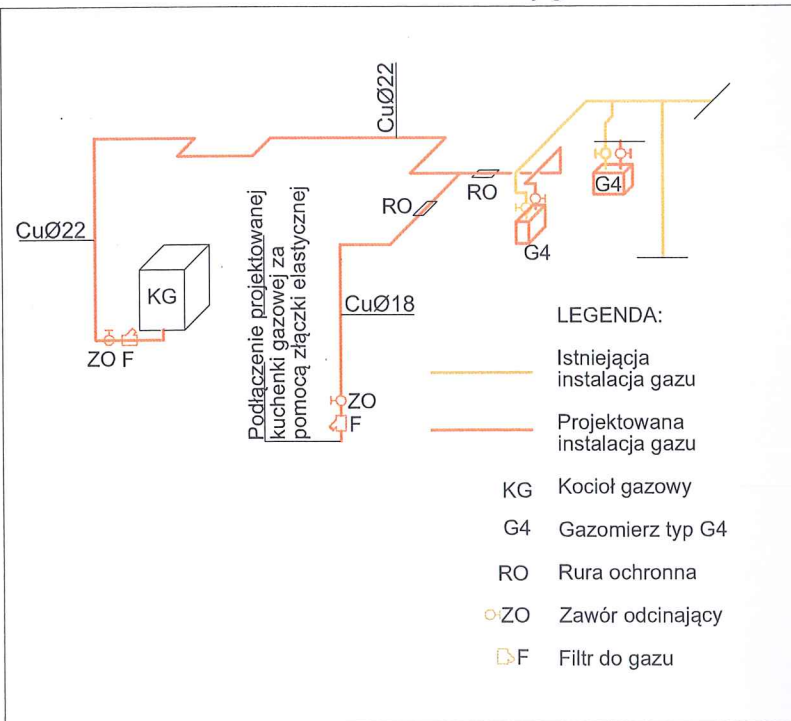 CuØ22
CuØ22
KG
ZO F
Podłączenie projektowanej
kuchenki gazowej za
pomocą złączki elastycznej
RO
RO
CuØ18
ZO
F
G4
G4
LEGENDA:
Istniejącja
instalacja gazu
Projektowana
instalacja gazu
KG Kocioł gazowy
G4 Gazomierz typ G4
RO Rura ochronna
ZO Zawór odcinający
F Filtr do gazu